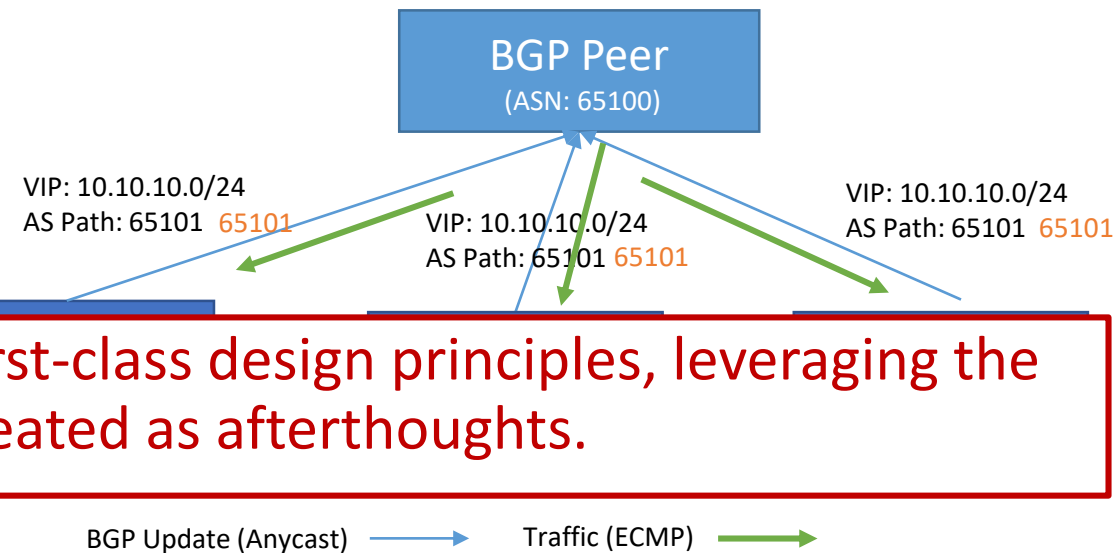 BGP Peer
(ASN: 65100)
VIP: 10.10.10.0/24
AS Path: 65101 65101
VIP: 10.10.10.0/24
AS Path: 65101 65101
VIP: 10.10.10.0/24
AS Path: 65101 65101
rst-class design principles, leveraging the
eated as afterthoughts.
BGP Update (Anycast)
Traffic (ECMP)